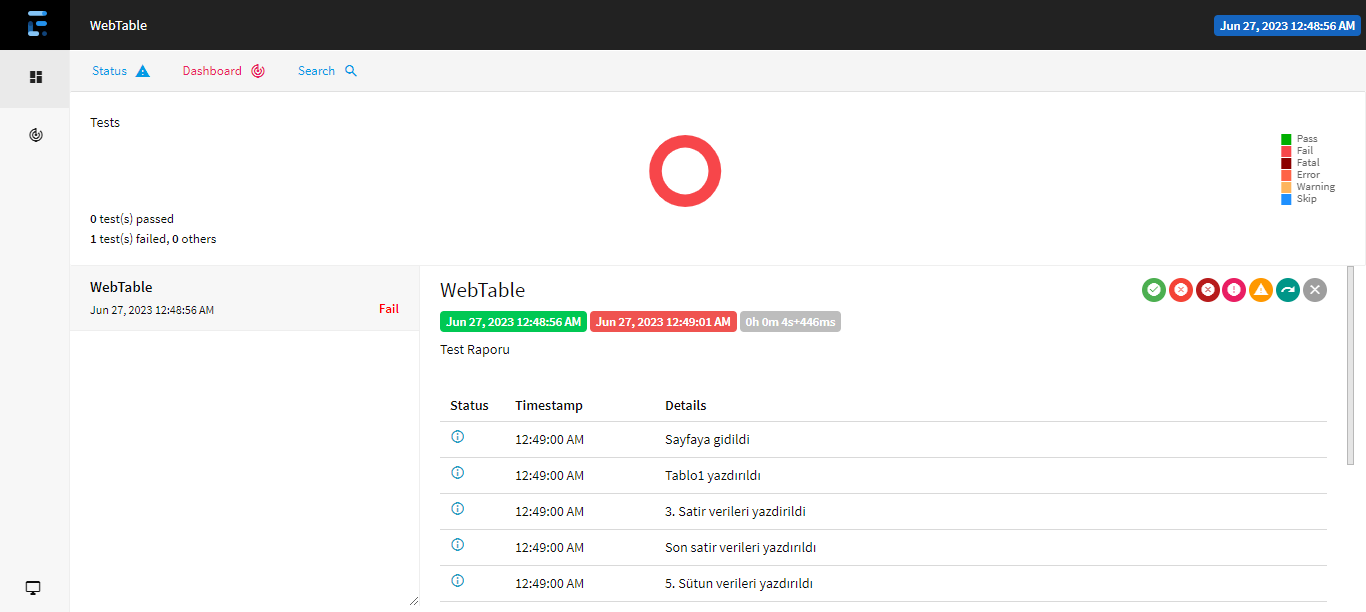 WebTable
Jun 27, 2023 12:48:56 AM
Status
Dashboard
Search
Tests
Pass
Fail
Fatal
Error
Warning
Skip
0 test(s) passed
1 test(s) failed, 0 others
WebTable
Jun 27, 2023 12:48:56 AM
Fail
WebTable
Jun 27, 2023 12:48:56 AM Jun 27, 2023 12:49:01 AM 0h 0m 4s+446ms
Test Raporu
Status Timestamp Details
12:49:00 AM Sayfaya gidildi
12:49:00 AM Tablo1 yazdırıldı
12:49:00 AM 3. Satir verileri yazdirildi
12:49:00 AM Son satir verileri yazdırıldı
12:49:00 AM 5. Sütun verileri yazdırıldı